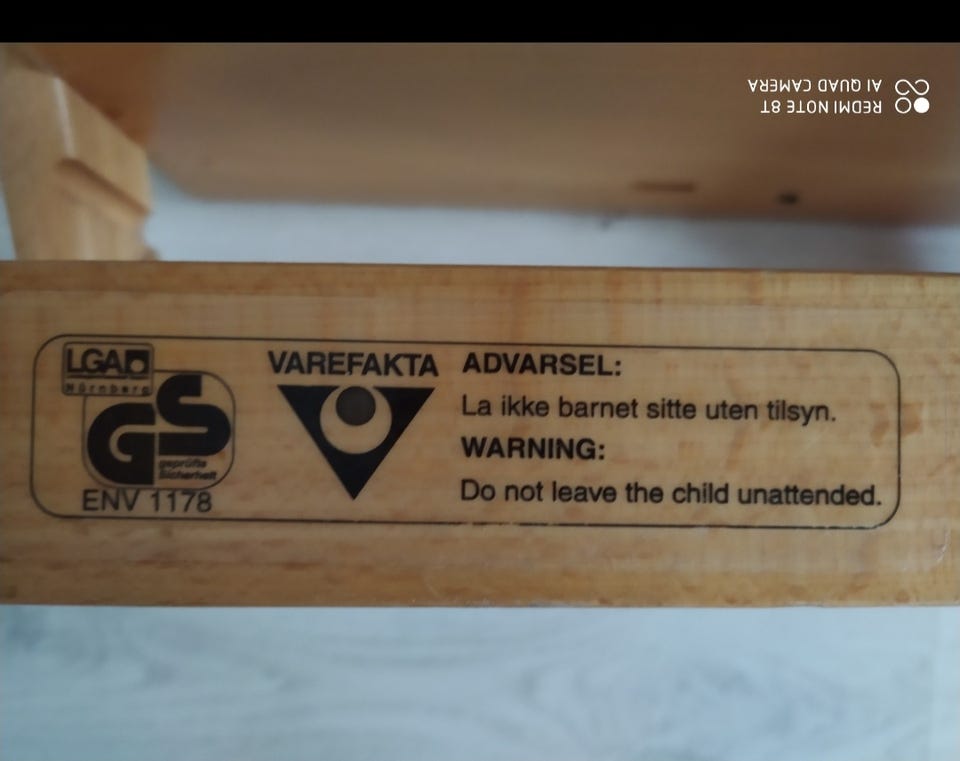 LGA
Nürnberg
GS
geprüfte
Sicherheit
ENV 1178
VAREFAKTA
ADVARSEL:
La ikke barnet sitte uten tilsyn.
WARNING:
Do not leave the child unattended.
REDMI NOTE 8T
AI QUAD CAMERA